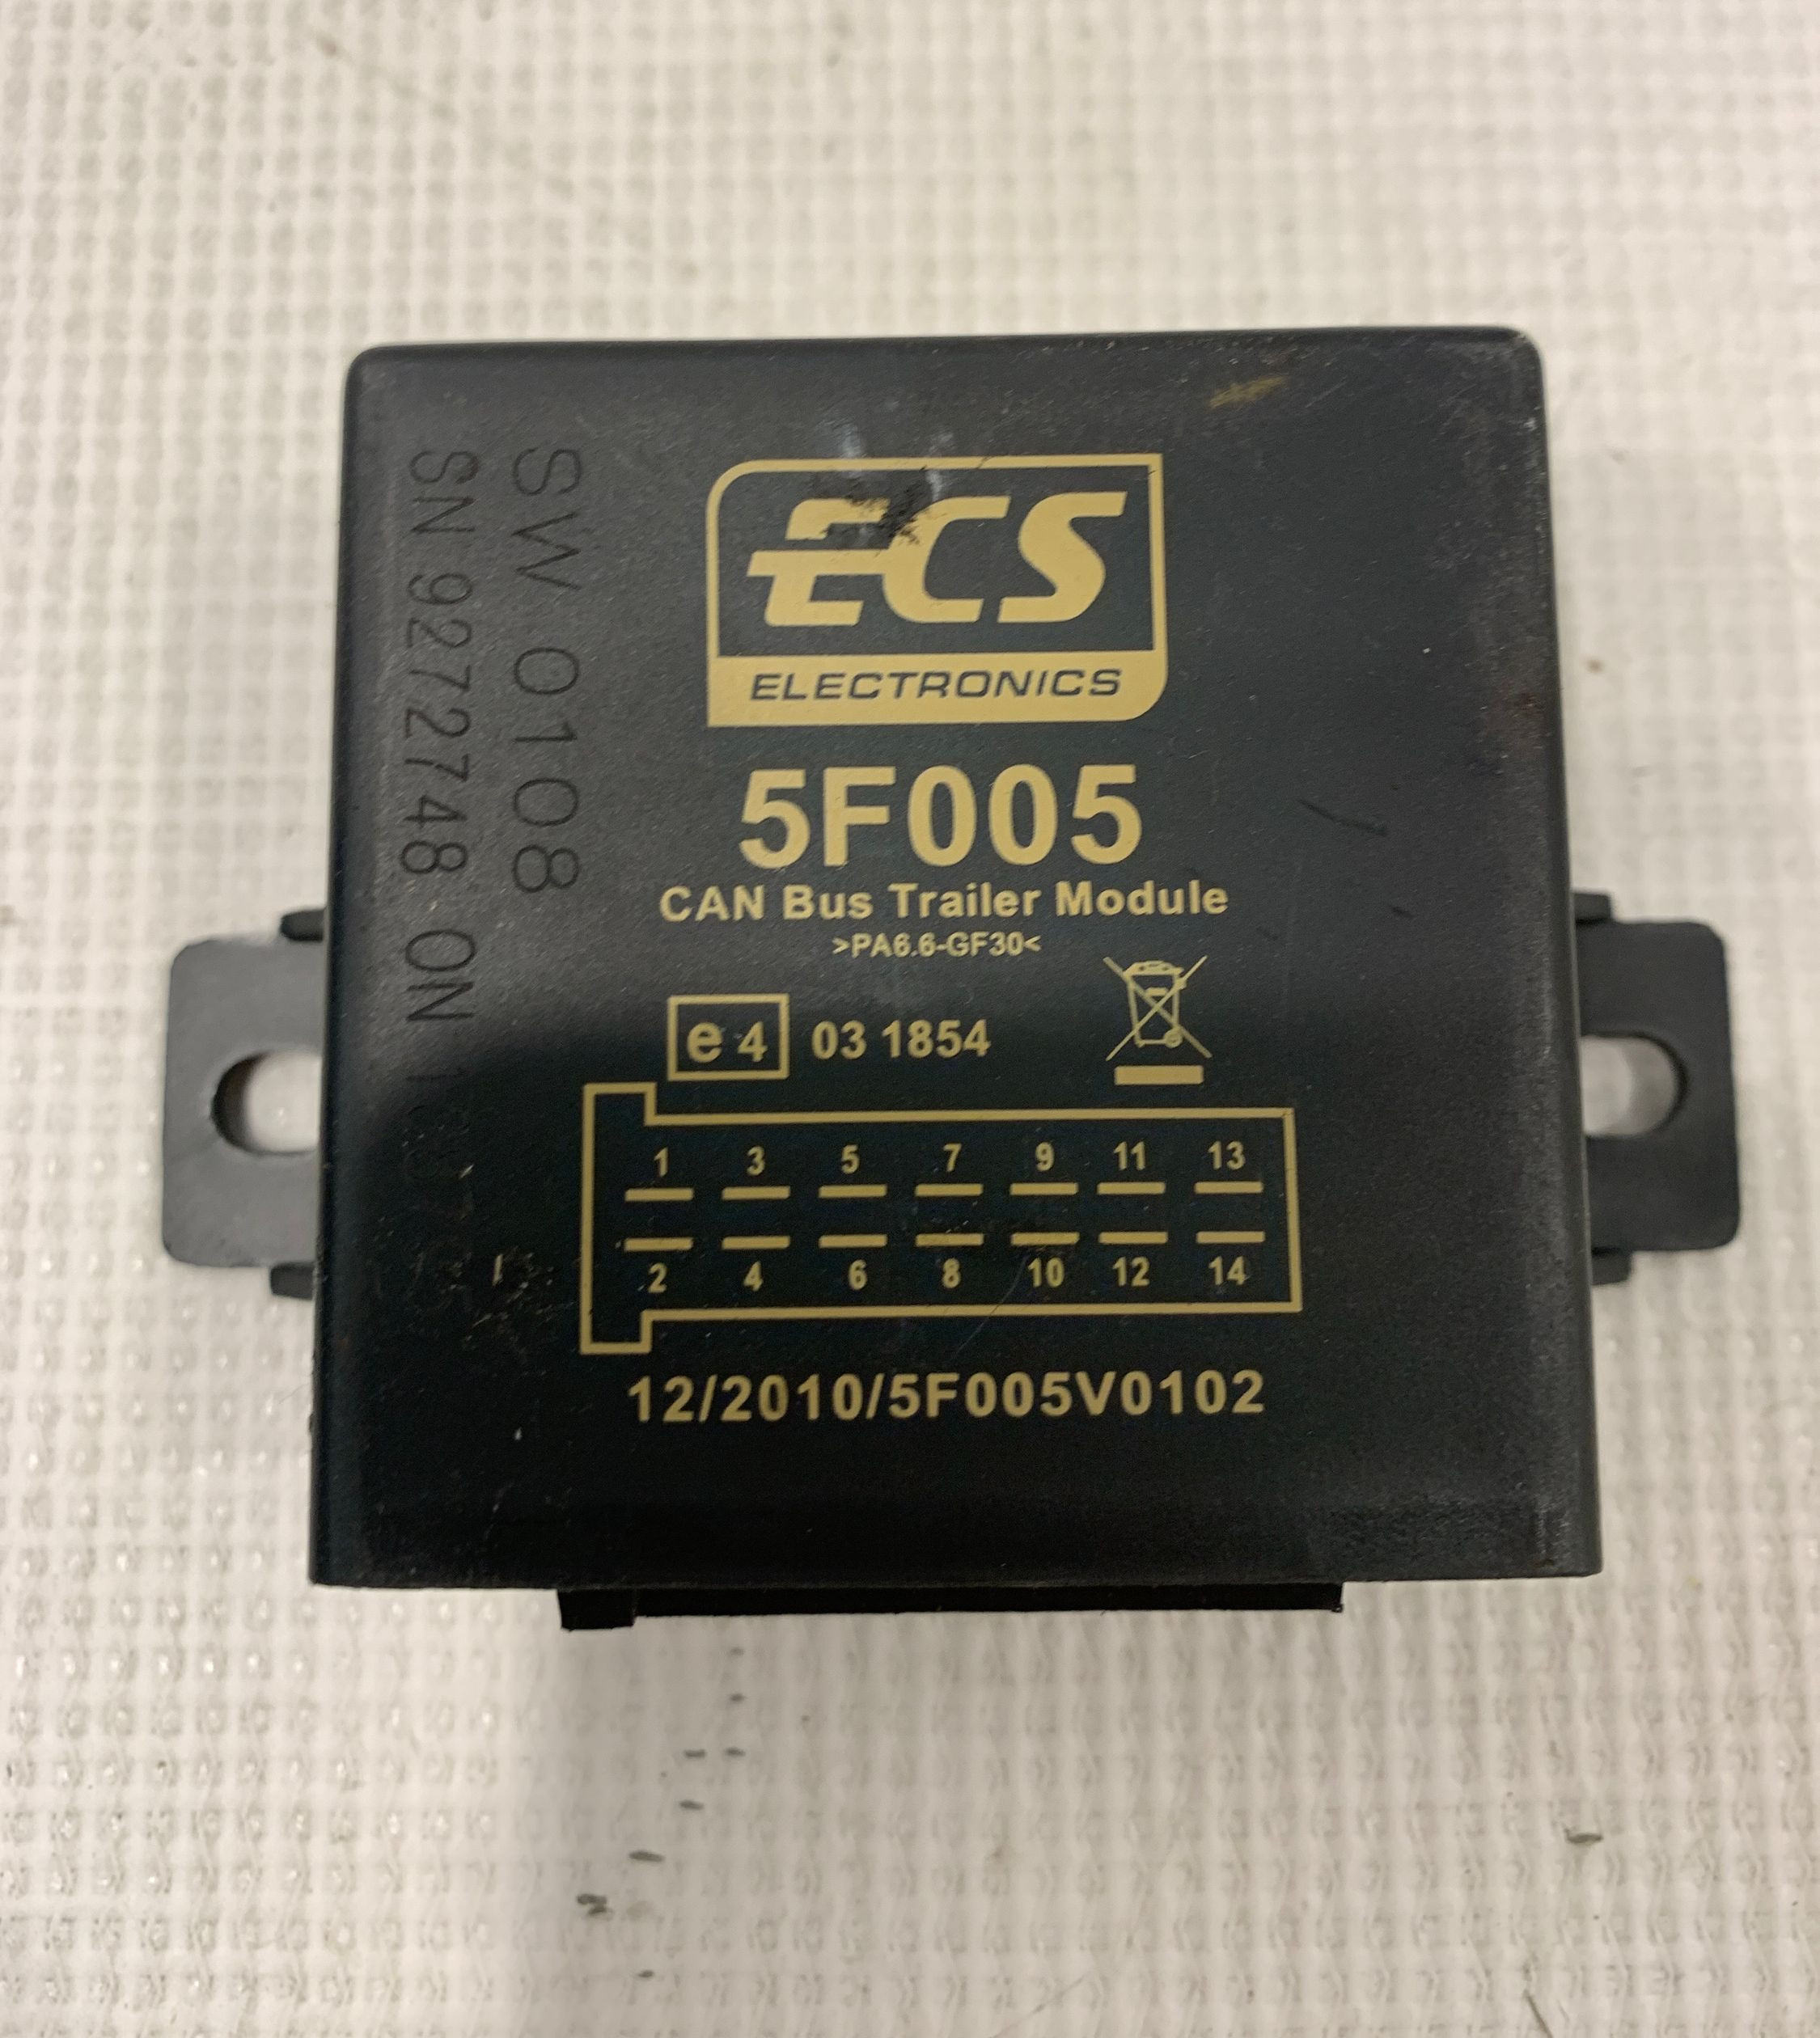 ECS
ELECTRONICS
5F005
CAN Bus Trailer Module
>PA6.6-GF30<
e4 03 1854
1 3 5 7 9 11 13
2 4 6 8 10 12 14
12/2010/5F005V0102
SW 0108
SN 9272748 ON